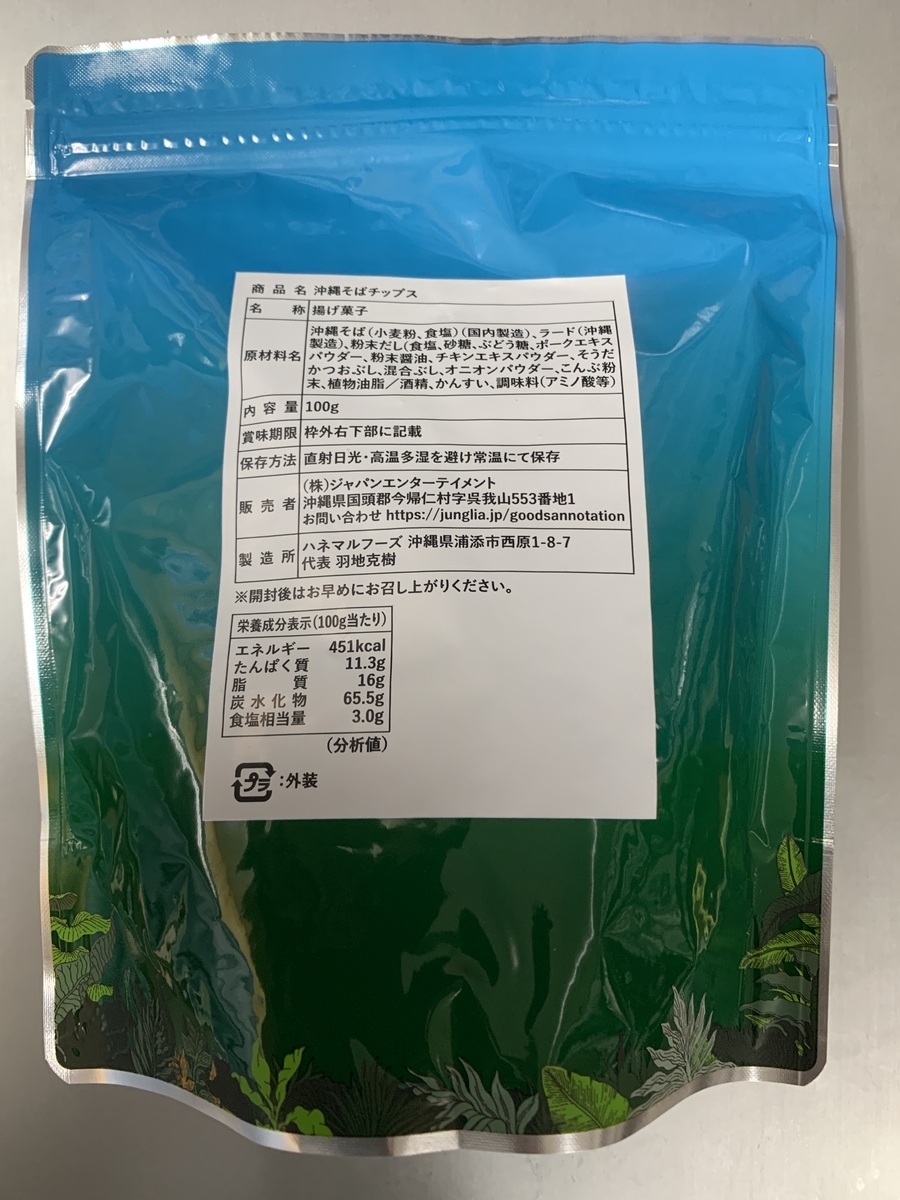 商品名 沖縄そばチップス
名称 揚げ菓子
原材料名 沖縄そば(小麦粉、食塩)(国内製造)、ラード(沖縄
製造)、粉末だし(食塩、砂糖、ぶどう糖、ポークエキス
パウダー、粉末醤油、チキンエキスパウダー、そうだ
かつおぶし、混合ぶし、オニオンパウダー、こんぶ粉
末、植物油脂/酒精、かんすい、調味料(アミノ酸等)
内容量 100g
賞味期限 枠外右下部に記載
保存方法 直射日光・高温多湿を避け常温にて保存
販売者 (株)ジャパンエンターテイメント
沖縄県国頭郡今帰仁村字呉我山553番地1
お問い合わせ https://junglia.jp/goodsannotation
製造所 ハネマルフーズ 沖縄県浦添市西原1-8-7
代表 羽地克樹
※開封後はお早めにお召し上がりください。
栄養成分表示(100g当たり)
エネルギー 451kcal
たんぱく質 11.3g
脂質 16g
炭水化物 65.5g
食塩相当量 3.0g
(分析値)
プラ :外装